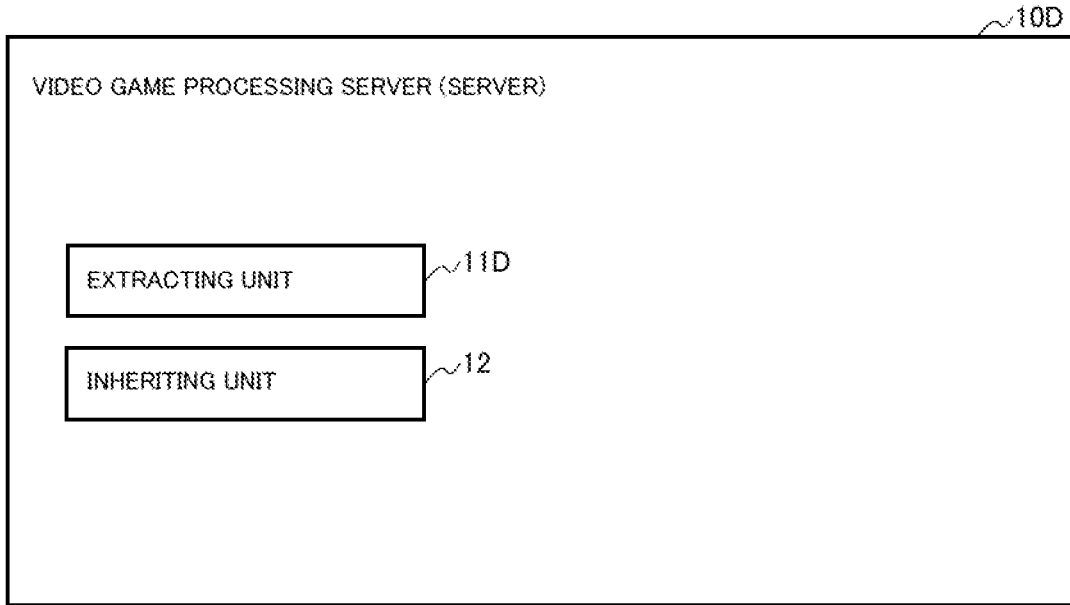 10D
VIDEO GAME PROCESSING SERVER (SERVER)
EXTRACTING UNIT
11D
INHERITING UNIT
12